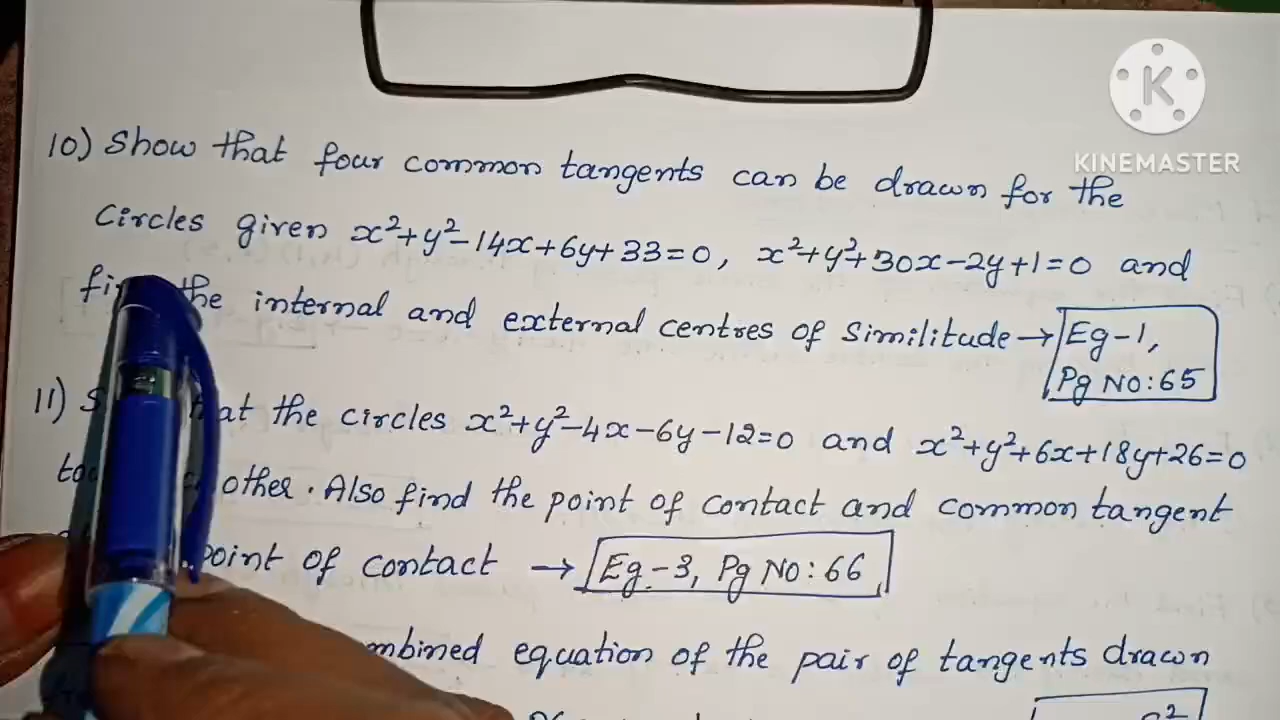 KINEMASTER
10) Show that four common tangents can be drawn for the
Circles given x²+y²-14x+6y+33=0, x²+y²+30x-2y+1=0 and
the internal and external centres of similitude → Eg-1,
Pg No:65
11) that the circles x²+y²-4x-6y-12=0 and x²+y²+6x+18y+26=0
other. Also find the point of contact and common tangent
point of contact → Eg-3, Pg No:66
equation of the pair of tangents drawn